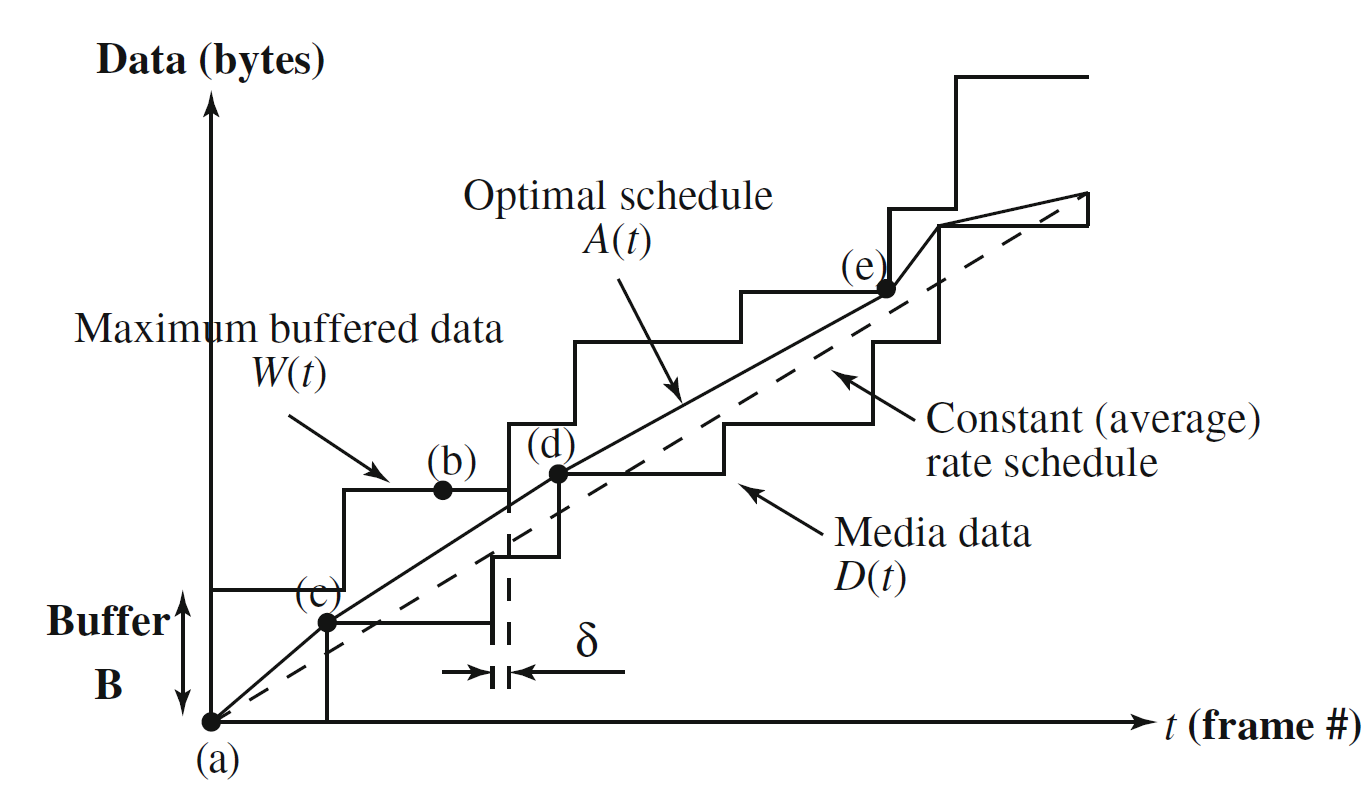 Data (bytes)
Optimal schedule
A(t)
(e)
Maximum buffered data
W(t)
(b)
(d)
Constant (average)
rate schedule
Media data
D(t)
(c)
Buffer
B
δ
t (frame #)
(a)